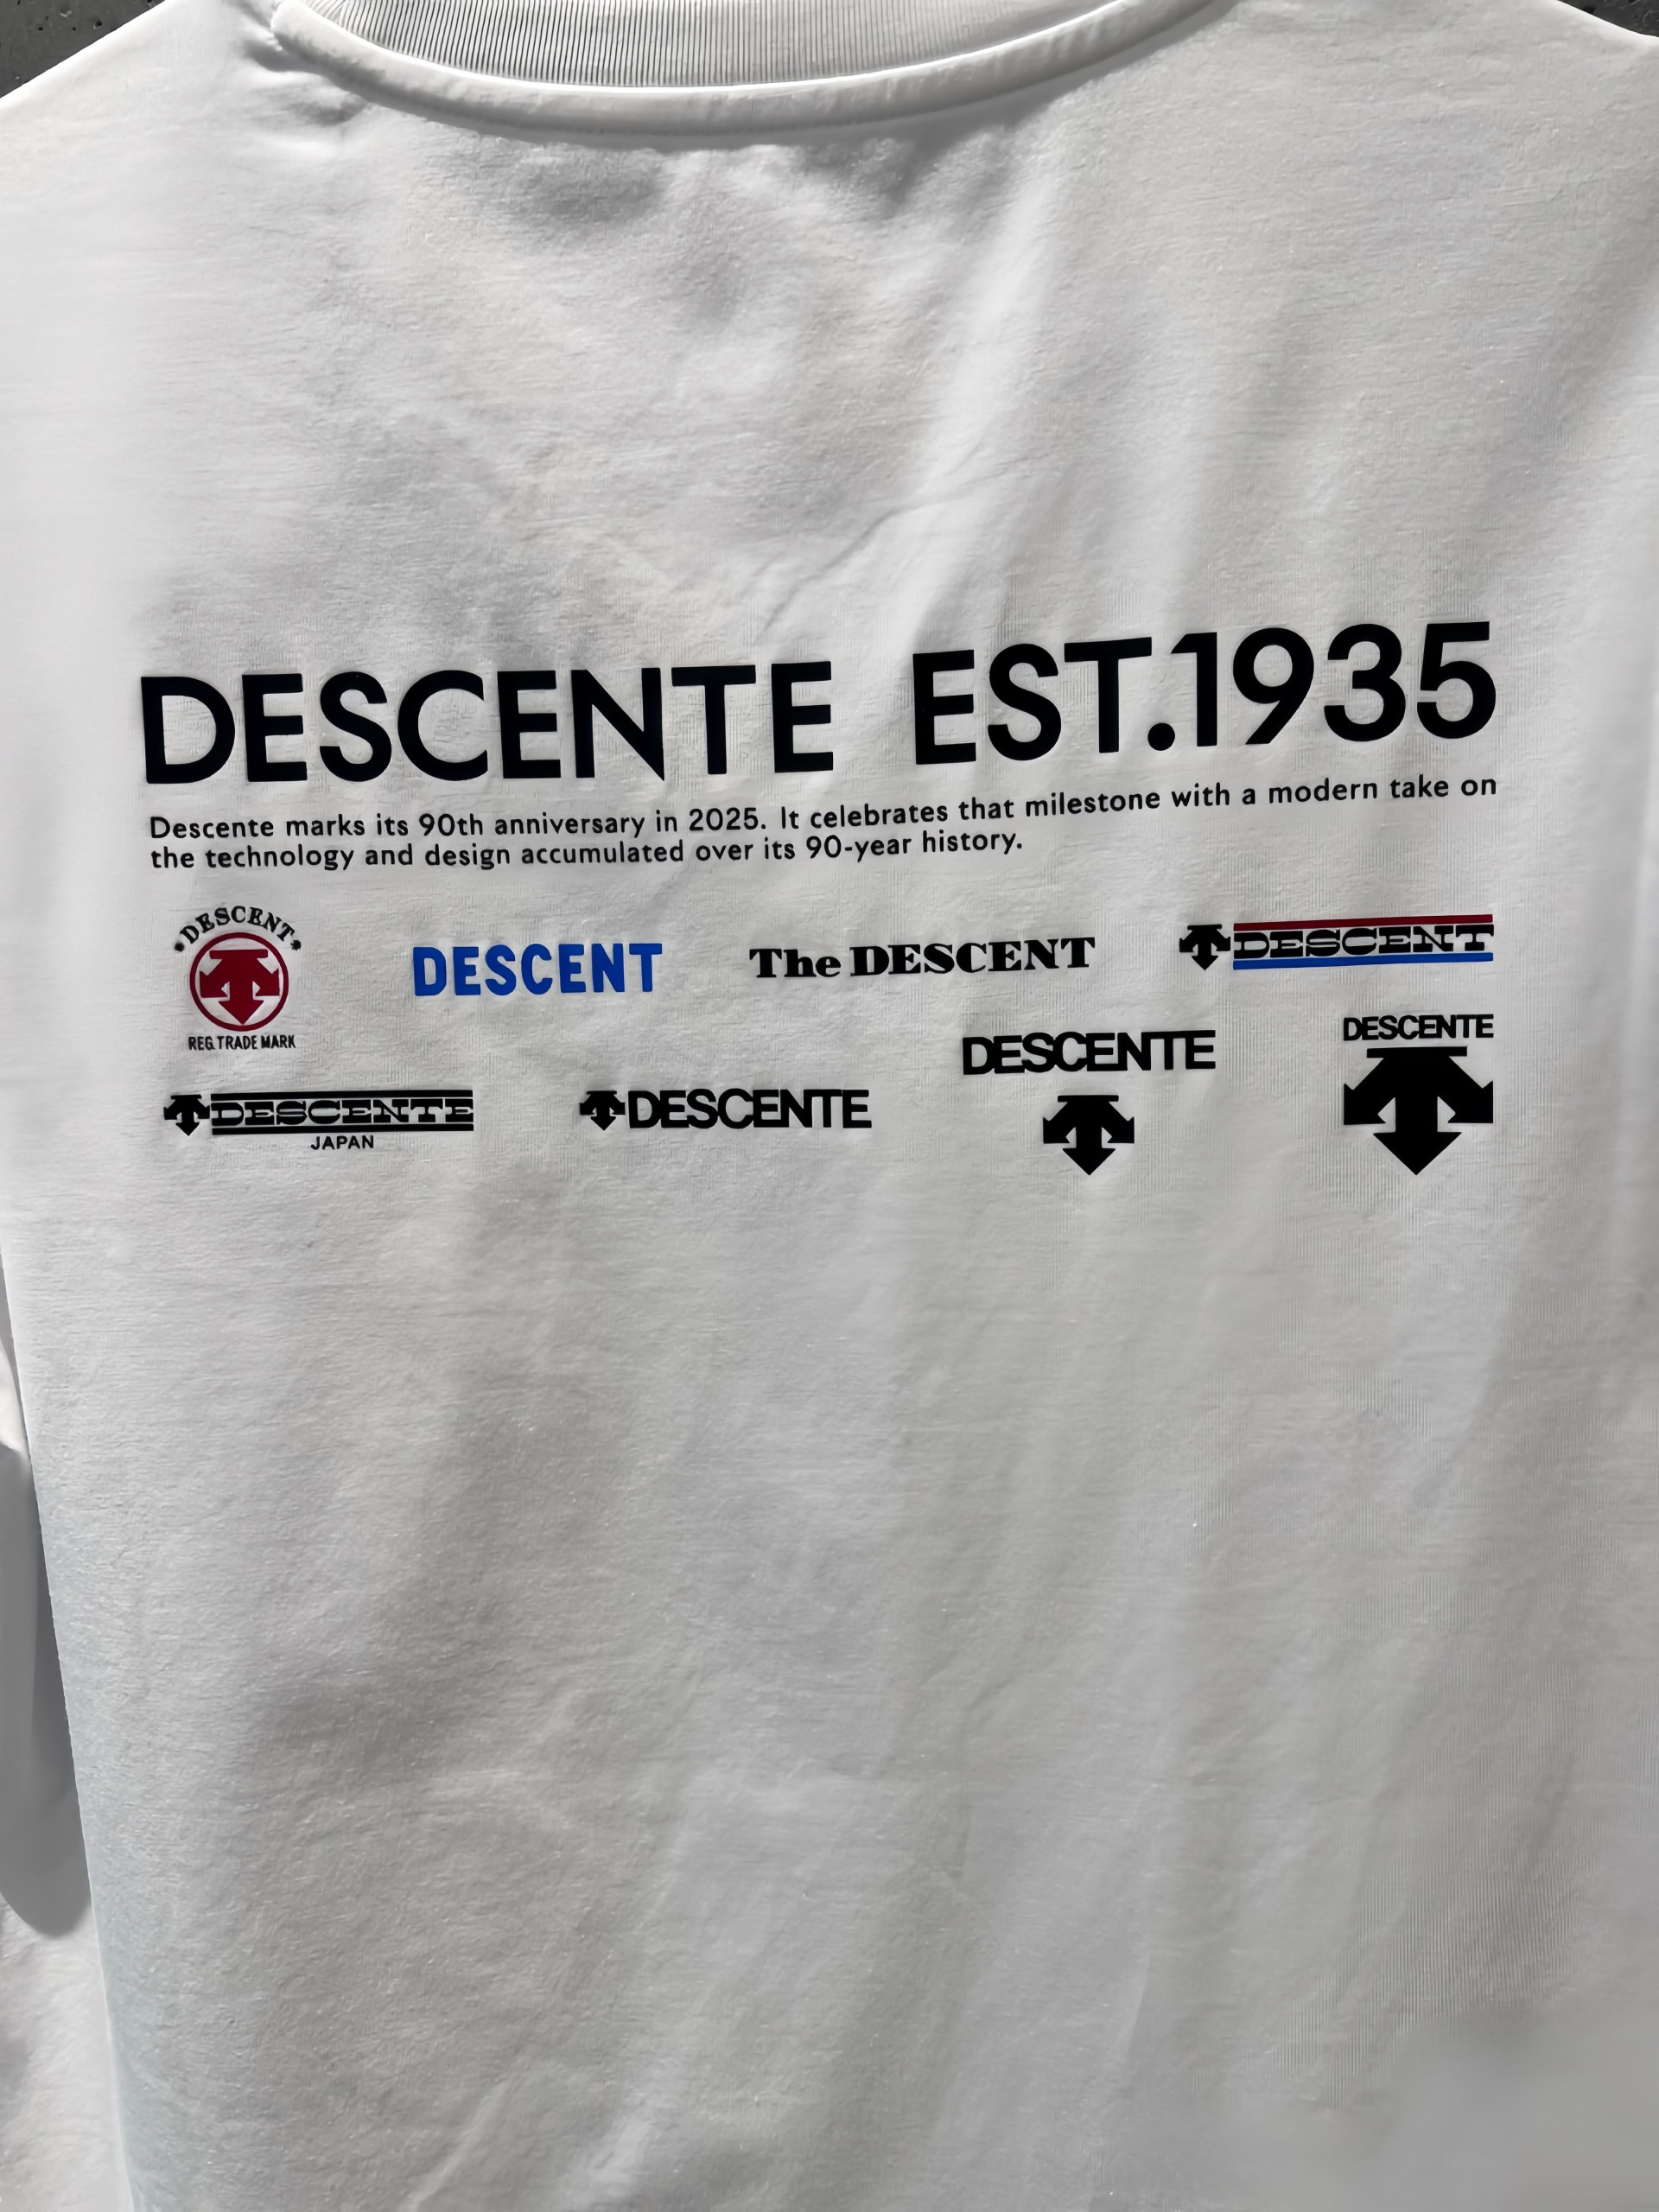 DESCENTE EST.1935
Descente marks its 90th anniversary in 2025. It celebrates that milestone with a modern take on
the technology and design accumulated over its 90-year history.
DESCENT
REG.TRADE MARK
DESCENT
The DESCENT
DESCENT
DESCENTE
JAPAN
DESCENTE
DESCENTE
DESCENTE